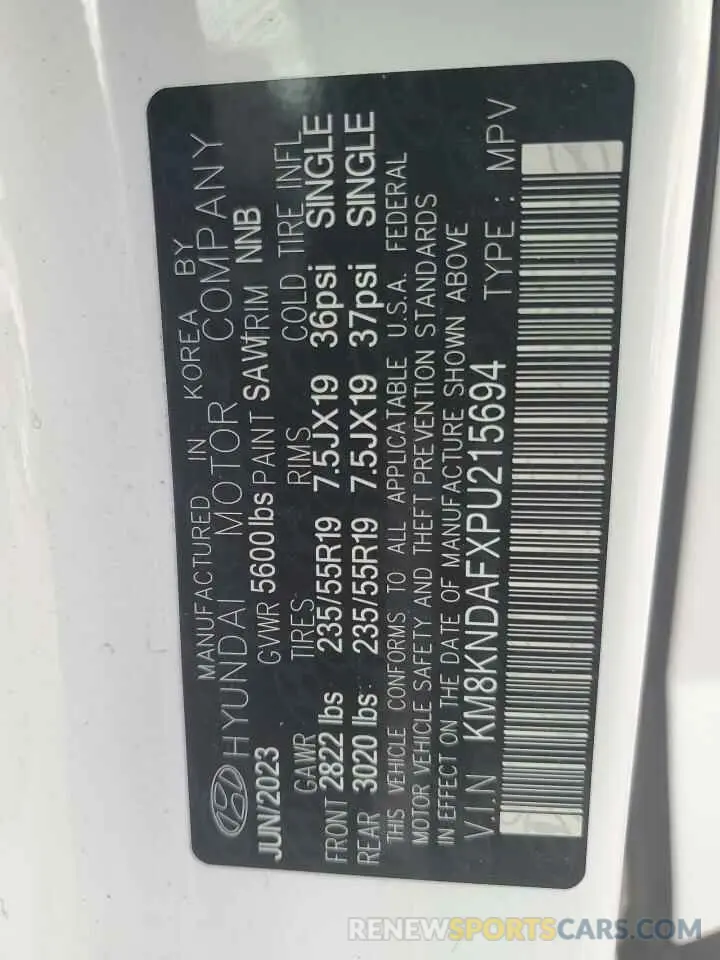 MANUFACTURED IN KOREA BY
HYUNDAI MOTOR COMPANY
JUN/2023 GVWR 5600lbs PAINT SAW TRIM NNB
GAWR TIRES RIMS COLD TIRE INFL
FRONT 2822 lbs 235/55R19 7.5JX19 36psi SINGLE
REAR 3020 lbs 235/55R19 7.5JX19 37psi SINGLE
THIS VEHICLE CONFORMS TO ALL APPLICATABLE U.S.A. FEDERAL
MOTOR VEHICLE SAFETY AND THEFT PREVENTION STANDARDS
IN EFFECT ON THE DATE OF MANUFACTURE SHOWN ABOVE
V.I.N KM8KNDAFXPU215694 TYPE : MPV
RENEWSPORTSCARS.COM